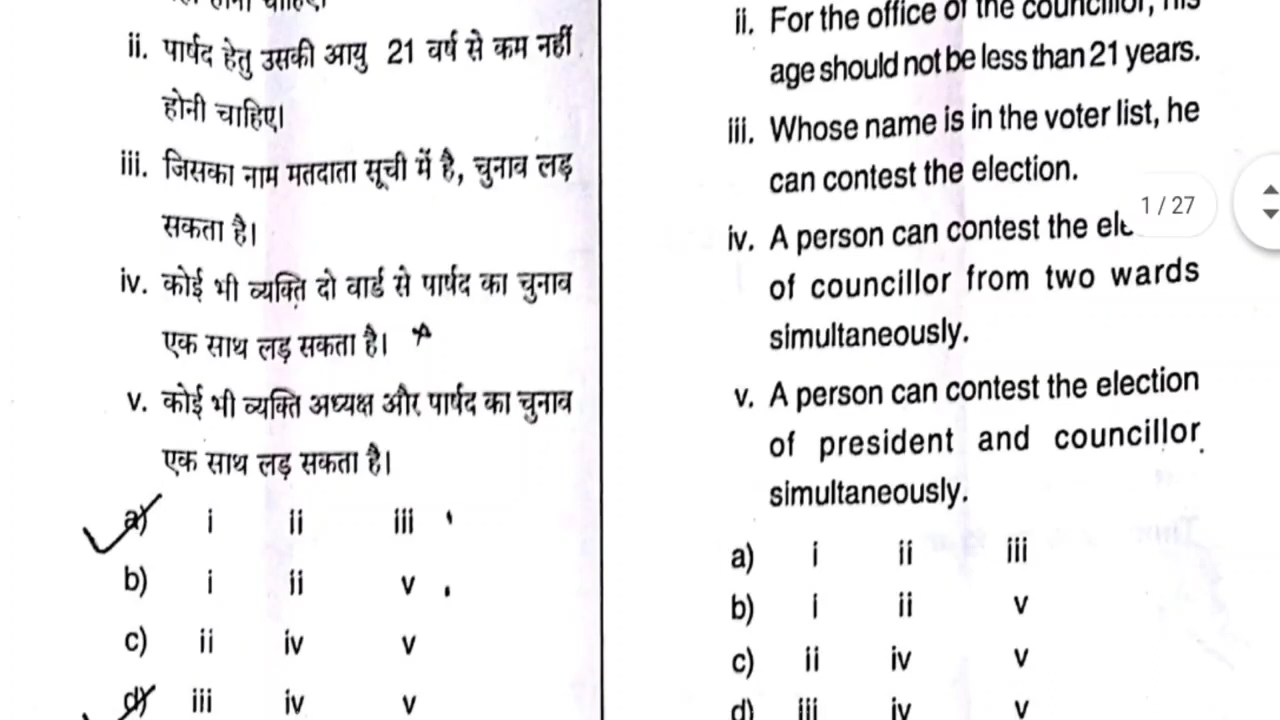 ii. पार्षद हेतु उसकी आयु 21 वर्ष से कम नहीं
होनी चाहिए।
iii. जिसका नाम मतदाता सूची में है, चुनाव लड़
सकता है।
iv. कोई भी व्यक्ति दो वार्ड से पार्षद का चुनाव
एक साथ लड़ सकता है।
v. कोई भी व्यक्ति अध्यक्ष और पार्षद का चुनाव
एक साथ लड़ सकता है।
a) i ii iii
b) i ii v
c) ii iv v
d) iii iv v
ii. For the office of the councillor, his
age should not be less than 21 years.
iii. Whose name is in the voter list, he
can contest the election.
iv. A person can contest the
of councillor from two wards
simultaneously.
v. A person can contest the election
of president and councillor
simultaneously.
a) i ii iii
b) i ii v
c) ii iv v
d) iii iv v
1 / 27